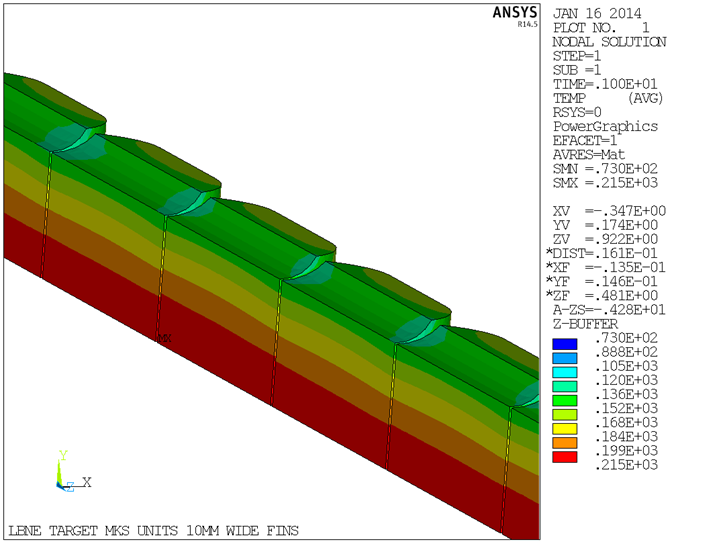 ANSYS
R14.5
JAN 16 2014
PLOT NO.   1
NODAL SOLUTION
STEP=1
SUB =1
TIME=.100E+01
TEMP     (AVG)
RSYS=0
PowerGraphics
EFACET=1
AVRES=Mat
SMN =.730E+02
SMX =.215E+03
XV  =-.347E+00
YV  =.174E+00
ZV  =.922E+00
*DIST=.161E-01
*XF  =-.135E-01
*YF  =.146E-01
*ZF  =.481E+00
A-ZS=-.428E+01
Z-BUFFER
.730E+02
.888E+02
.105E+03
.120E+03
.136E+03
.152E+03
.168E+03
.184E+03
.199E+03
.215E+03
MX
Y
Z
X
LBNE TARGET MKS UNITS 10MM WIDE FINS